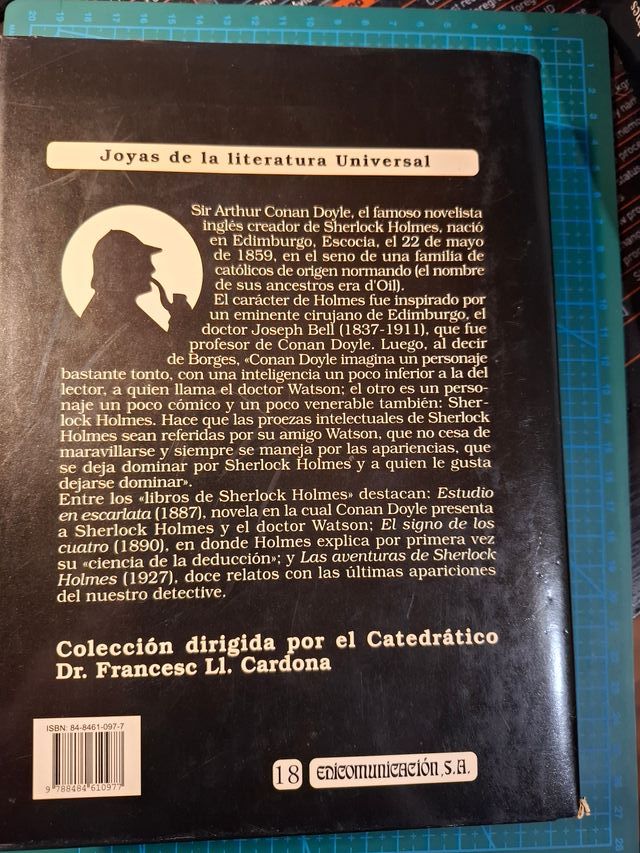 Joyas de la literatura Universal
Sir Arthur Conan Doyle, el famoso novelista
inglés creador de Sherlock Holmes, nació
en Edimburgo, Escocia, el 22 de mayo
de 1859, en el seno de una familia de
católicos de origen normando (el nombre
de sus ancestros era d'Oil).
El carácter de Holmes fue inspirado por
un eminente cirujano de Edimburgo, el
doctor Joseph Bell (1837-1911), que fue
profesor de Conan Doyle. Luego, al decir
de Borges, «Conan Doyle imagina un personaje
bastante tonto, con una inteligencia un poco inferior a la del
lector, a quien llama el doctor Watson; el otro es un perso-
naje un poco cómico y un poco venerable también: Sher-
lock Holmes. Hace que las proezas intelectuales de Sherlock
Holmes sean referidas por su amigo Watson, que no cesa de
maravillarse y siempre se maneja por las apariencias, que
se deja dominar por Sherlock Holmes y a quien le gusta
dejarse dominar».
Entre los «libros de Sherlock Holmes» destacan: Estudio
en escarlata (1887), novela en la cual Conan Doyle presenta
a Sherlock Holmes y el doctor Watson; El signo de los
cuatro (1890), en donde Holmes explica por primera vez
su «ciencia de la deducción»; y Las aventuras de Sherlock
Holmes (1927), doce relatos con las últimas apariciones
del nuestro detective.
Colección dirigida por el Catedrático
Dr. Francesc Ll. Cardona
ISBN: 84-8461-097-7
9 788484 610977
18 EDICOMUNICACIÓN, S.A.